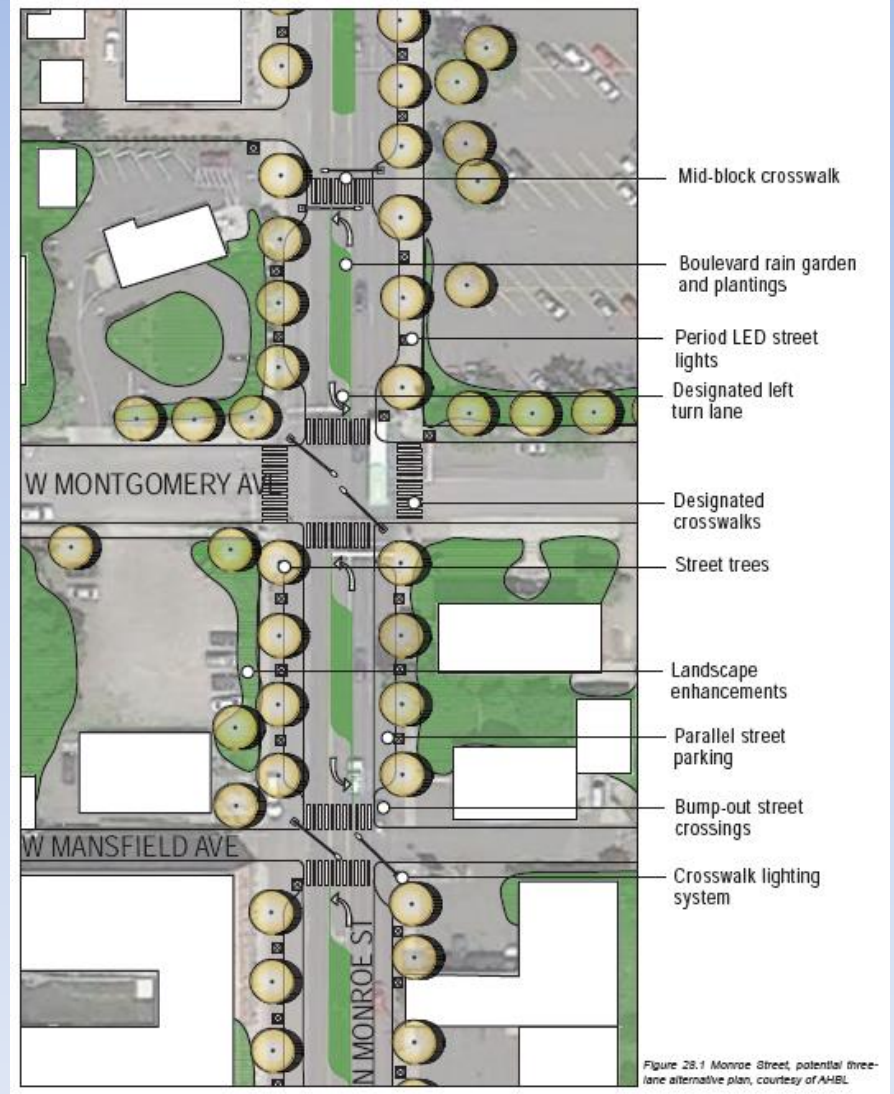 Mid-block crosswalk
Boulevard rain garden
and plantings
Period LED street
lights
Designated left
turn lane
W MONTGOMERY AVE
Designated
crosswalks
Street trees
Landscape
enhancements
Parallel street
parking
Bump-out street
crossings
W MANSFIELD AVE
Crosswalk lighting
system
N MONROE ST
Figure 28.1 Monroe Street, potential three-
lane alternative plan, courtesy of AHBL